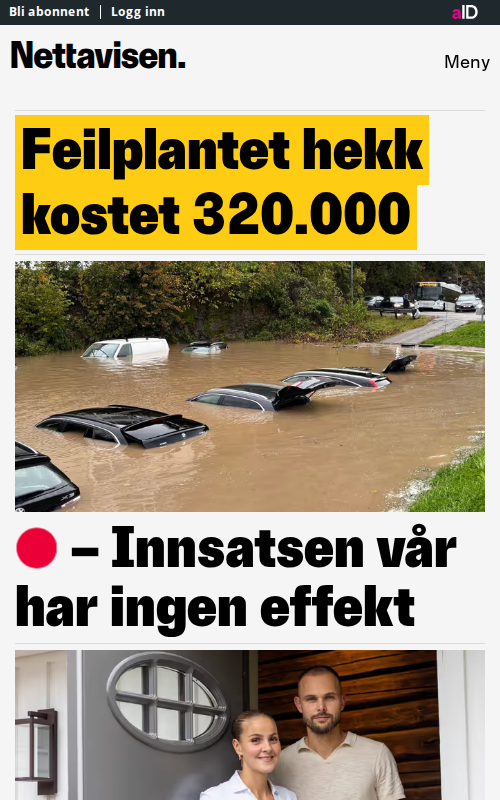 Bli abonnent | Logg inn
aID
Nettavisen.
Meny
Feilplantet hekk
kostet 320.000
– Innsatsen vår
har ingen effekt